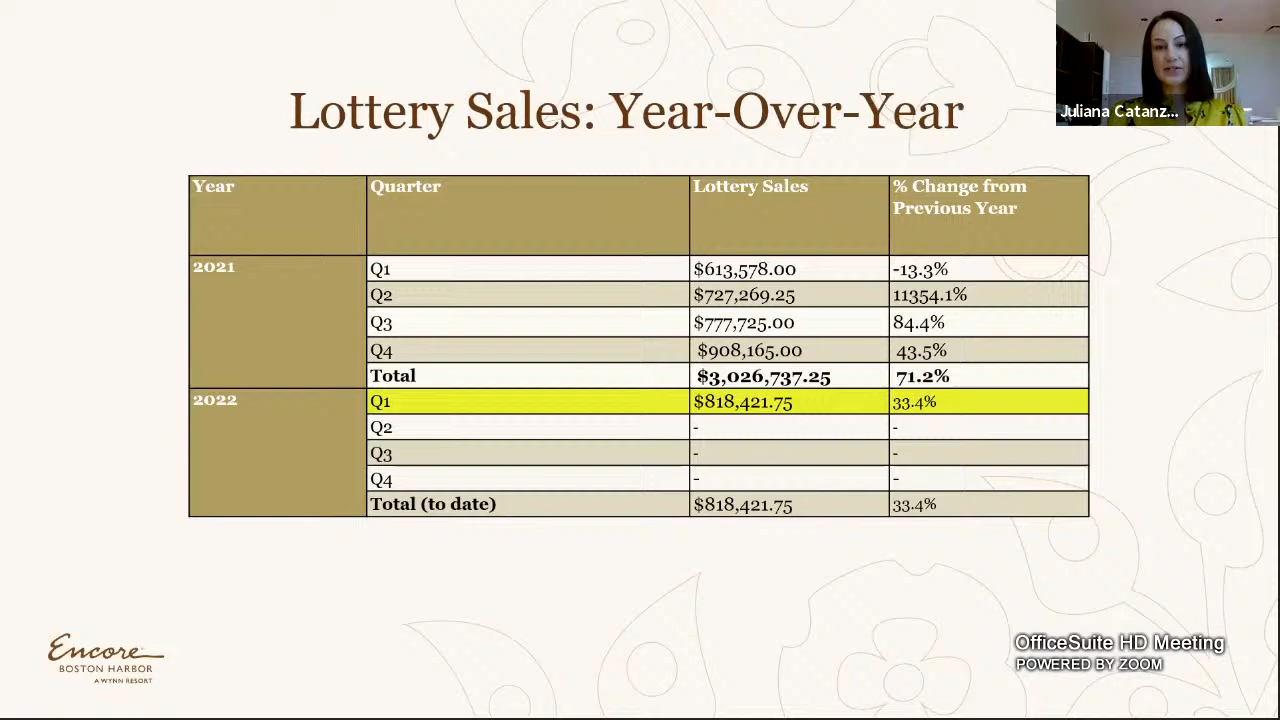 Juliana Catanz...
Lottery Sales: Year-Over-Year
Year Quarter Lottery Sales % Change from
Previous Year
2021 Q1 $613,578.00 -13.3%
Q2 $727,269.25 11354.1%
Q3 $777,725.00 84.4%
Q4 $908,165.00 43.5%
Total $3,026,737.25 71.2%
2022 Q1 $818,421.75 33.4%
Q2 - -
Q3 - -
Q4 - -
Total (to date) $818,421.75 33.4%
Encore
BOSTON HARBOR
A WYNN RESORT
OfficeSuite HD Meeting
POWERED BY ZOOM